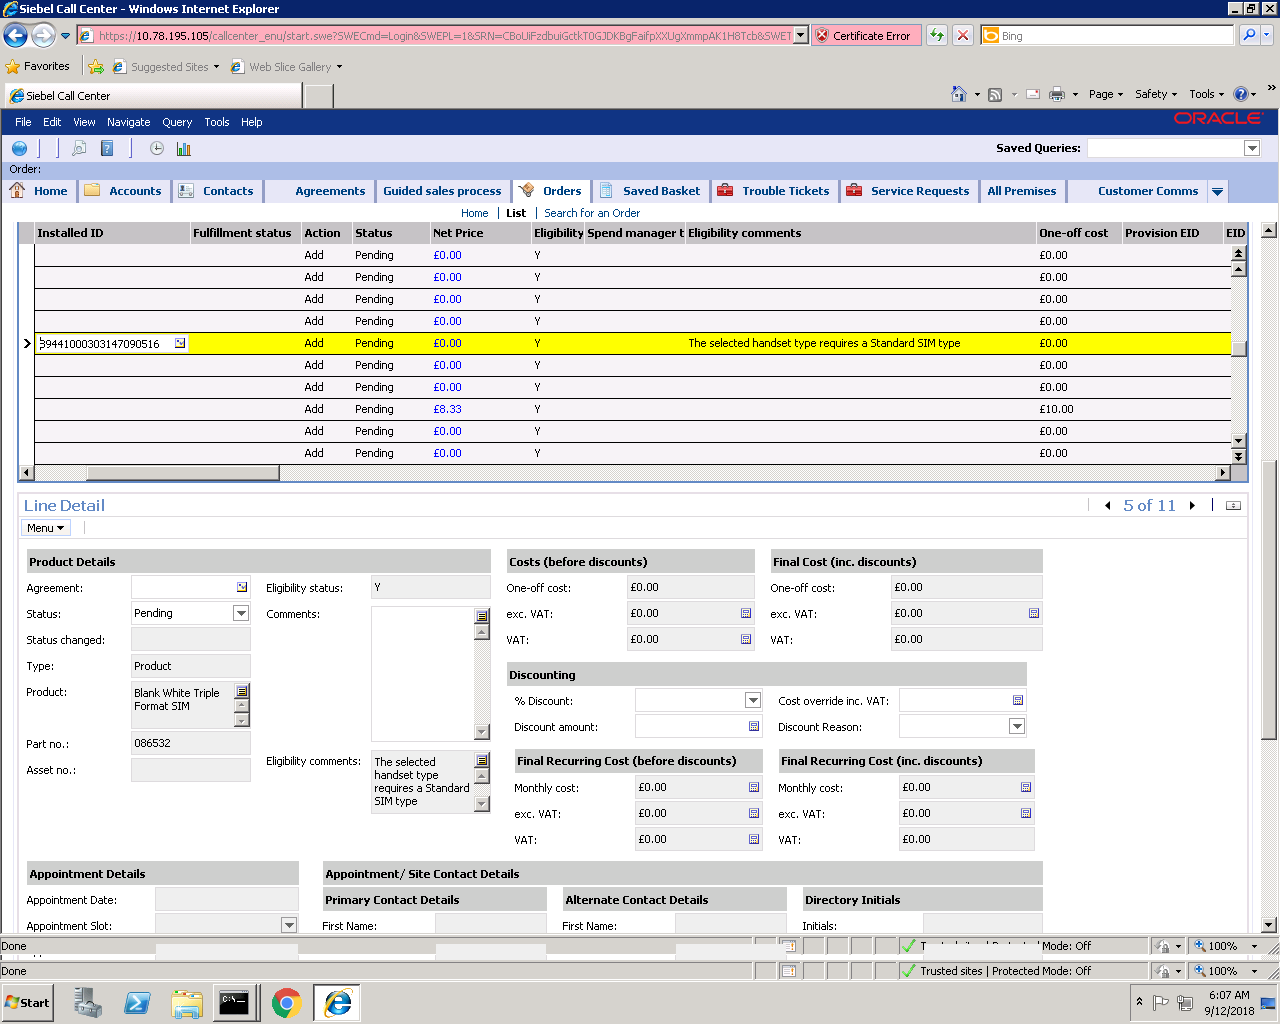 Siebel Call Center - Windows Internet Explorer
https://10.78.195.105/callcenter_enu/start.swe?SWECmd=Login&SWEPL=1&SRN=
Certificate Error
Bing
Favorites
Suggested Sites
Web Slice Gallery
Siebel Call Center
Page
Safety
Tools
File Edit View Navigate Query Tools Help
ORACLE
Saved Queries:
Order:
Home Accounts Contacts Agreements Guided sales process Orders Saved Basket Trouble Tickets Service Requests All Premises Customer Comms
Home | List | Search for an Order
Installed ID Fulfillment status Action Status Net Price Eligibility Spend manager t Eligibility comments One-off cost Provision EID EID
Add Pending £0.00 Y £0.00
Add Pending £0.00 Y £0.00
Add Pending £0.00 Y £0.00
Add Pending £0.00 Y £0.00
89441000303147090516 Add Pending £0.00 Y The selected handset type requires a Standard SIM type £0.00
Add Pending £0.00 Y £0.00
Add Pending £0.00 Y £0.00
Add Pending £8.33 Y £10.00
Add Pending £0.00 Y £0.00
Add Pending £0.00 Y £0.00
Line Detail
5 of 11
Menu
Product Details
Agreement:
Status: Pending
Status changed:
Type: Product
Product: Blank White Triple
Format SIM
Part no.: 086532
Asset no.:
Eligibility status: Y
Comments:
Eligibility comments: The selected
handset type
requires a Standard
SIM type
Costs (before discounts)
One-off cost: £0.00
exc. VAT: £0.00
VAT: £0.00
Final Cost (inc. discounts)
One-off cost: £0.00
exc. VAT: £0.00
VAT: £0.00
Discounting
% Discount:
Discount amount:
Cost override inc. VAT:
Discount Reason:
Final Recurring Cost (before discounts)
Monthly cost: £0.00
exc. VAT: £0.00
VAT: £0.00
Final Recurring Cost (inc. discounts)
Monthly cost: £0.00
exc. VAT: £0.00
VAT: £0.00
Appointment Details
Appointment Date:
Appointment Slot:
Appointment/ Site Contact Details
Primary Contact Details
First Name:
Alternate Contact Details
First Name:
Directory Initials
Initials:
Done
Mode: Off
100%
Done
Trusted sites | Protected Mode: Off
100%
Start
6:07 AM
9/12/2018